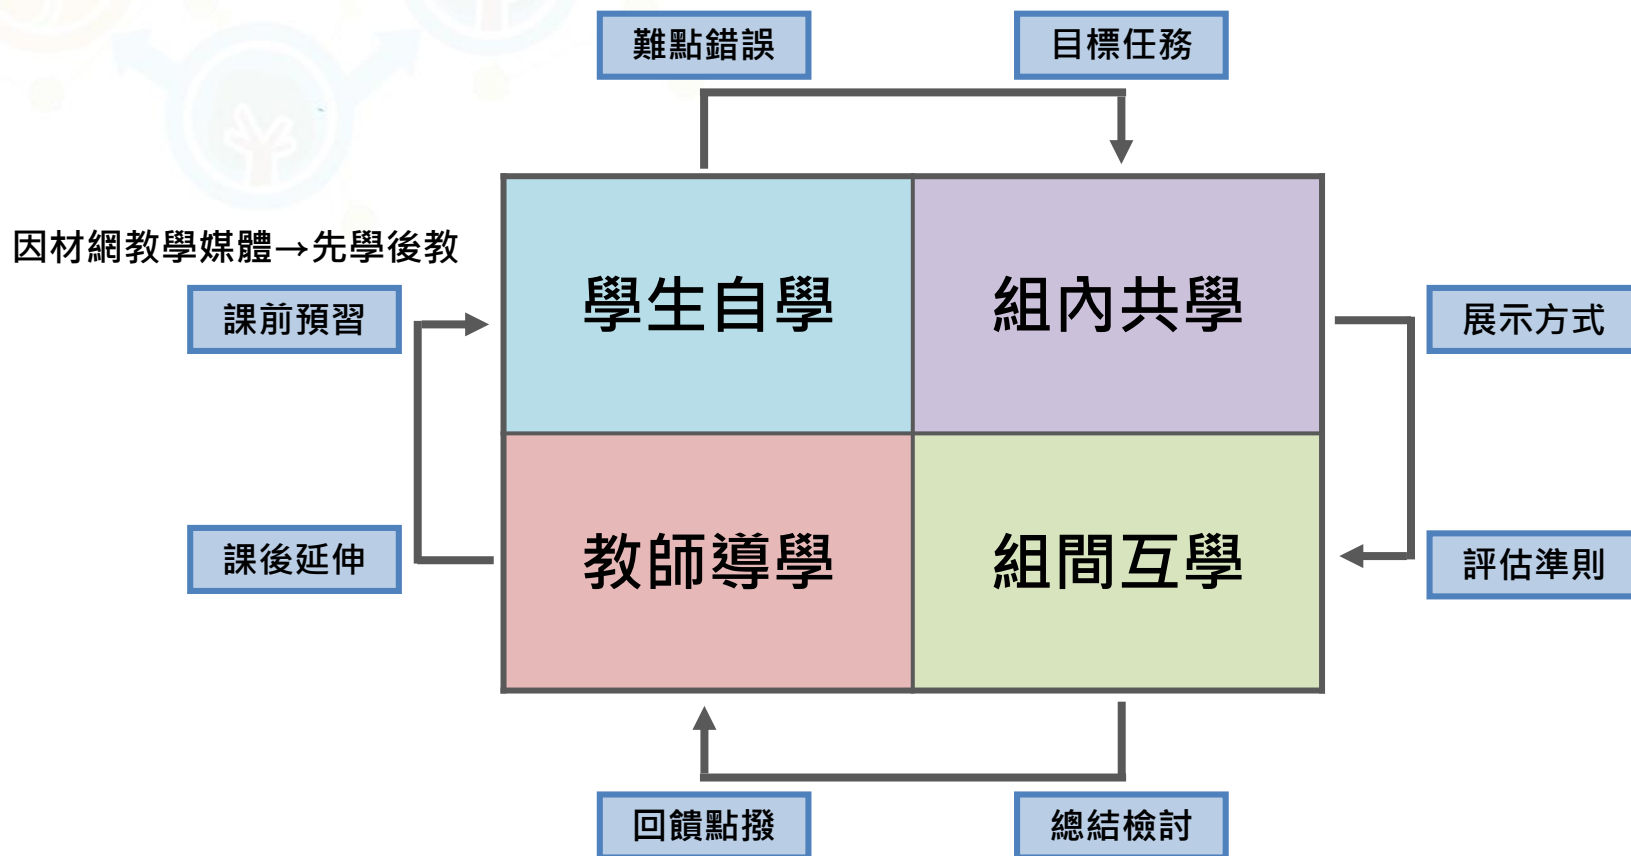 難點錯誤
目標任務
因材網教學媒體→先學後教
課前預習
學生自學
組內共學
展示方式
課後延伸
教師導學
組間互學
評估準則
回饋點撥
總結檢討